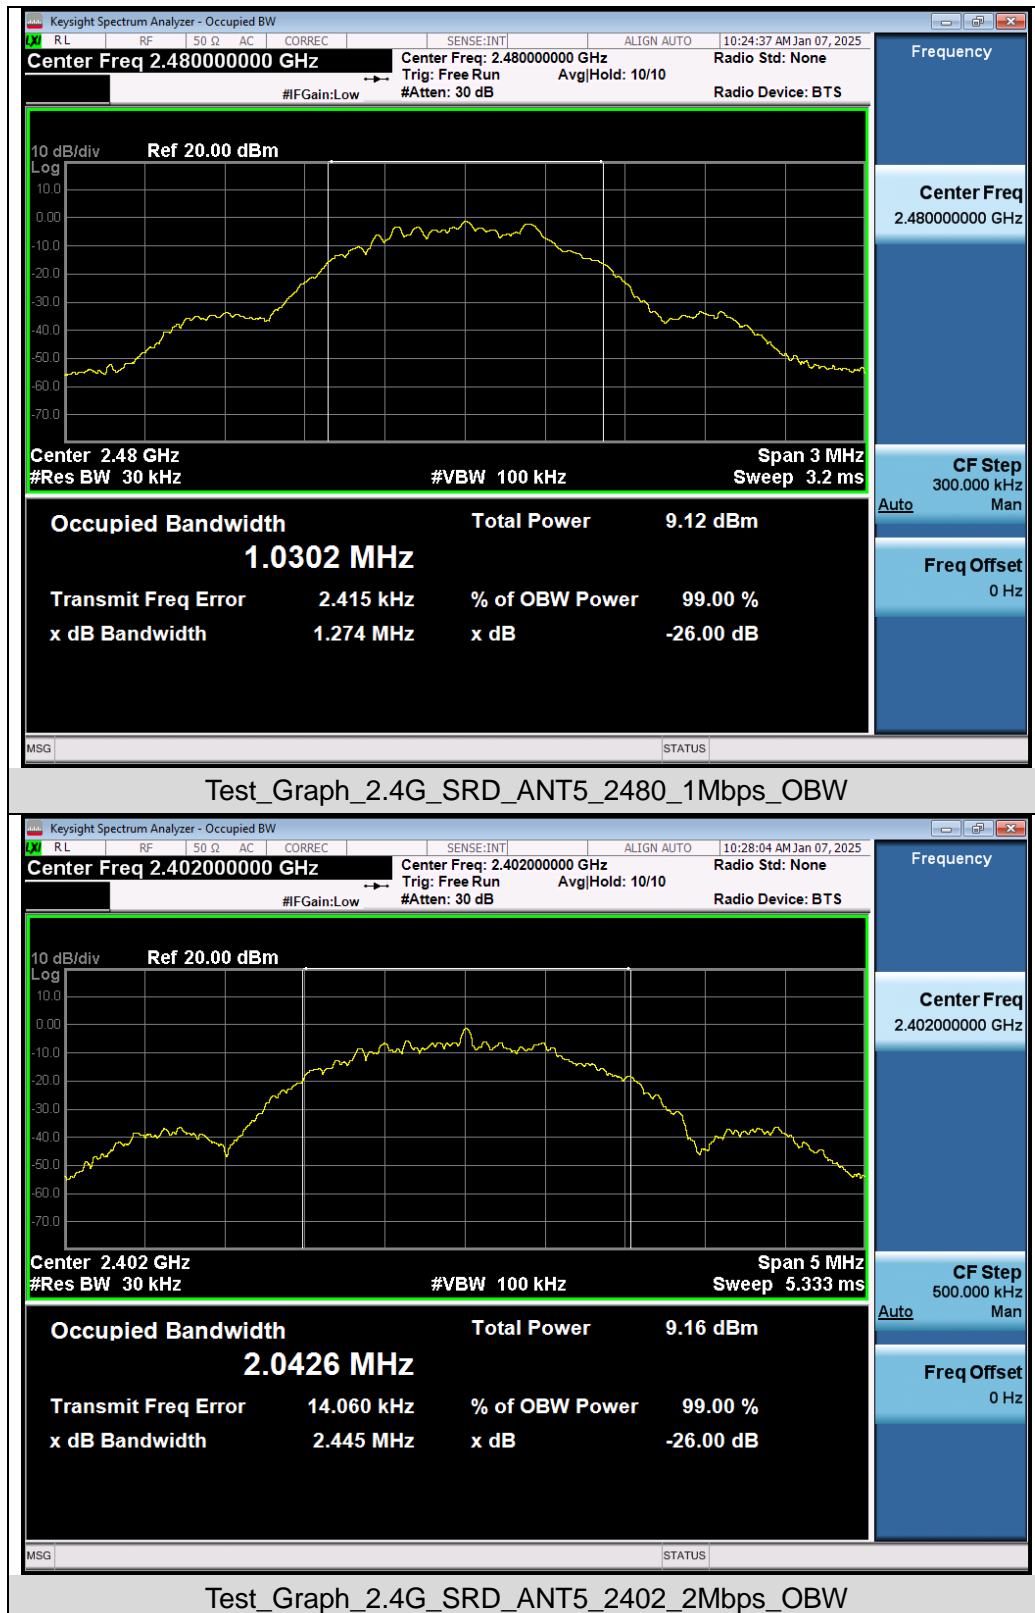 Keysight Spectrum Analyzer - Occupied BW
LXI RL RF 50 Ω AC CORREC SENSE:INT ALIGN AUTO 10:24:37 AM Jan 07, 2025
Center Freq 2.480000000 GHz
Center Freq: 2.480000000 GHz
Radio Std: None
Trig: Free Run Avg|Hold: 10/10
#IFGain:Low #Atten: 30 dB Radio Device: BTS
Frequency
10 dB/div Ref 20.00 dBm
Log
10.0
0.00
-10.0
-20.0
-30.0
-40.0
-50.0
-60.0
-70.0
Center 2.48 GHz Span 3 MHz
#Res BW 30 kHz #VBW 100 kHz Sweep 3.2 ms
Center Freq
2.480000000 GHz
CF Step
300.000 kHz
Auto Man
Freq Offset
0 Hz
Occupied Bandwidth Total Power 9.12 dBm
1.0302 MHz
Transmit Freq Error 2.415 kHz % of OBW Power 99.00 %
x dB Bandwidth 1.274 MHz x dB -26.00 dB
MSG STATUS
Test_Graph_2.4G_SRD_ANT5_2480_1Mbps_OBW
Keysight Spectrum Analyzer - Occupied BW
LXI RL RF 50 Ω AC CORREC SENSE:INT ALIGN AUTO 10:28:04 AM Jan 07, 2025
Center Freq 2.402000000 GHz
Center Freq: 2.402000000 GHz
Radio Std: None
Trig: Free Run Avg|Hold: 10/10
#IFGain:Low #Atten: 30 dB Radio Device: BTS
Frequency
10 dB/div Ref 20.00 dBm
Log
10.0
0.00
-10.0
-20.0
-30.0
-40.0
-50.0
-60.0
-70.0
Center 2.402 GHz Span 5 MHz
#Res BW 30 kHz #VBW 100 kHz Sweep 5.333 ms
Center Freq
2.402000000 GHz
CF Step
500.000 kHz
Auto Man
Freq Offset
0 Hz
Occupied Bandwidth Total Power 9.16 dBm
2.0426 MHz
Transmit Freq Error 14.060 kHz % of OBW Power 99.00 %
x dB Bandwidth 2.445 MHz x dB -26.00 dB
MSG STATUS
Test_Graph_2.4G_SRD_ANT5_2402_2Mbps_OBW